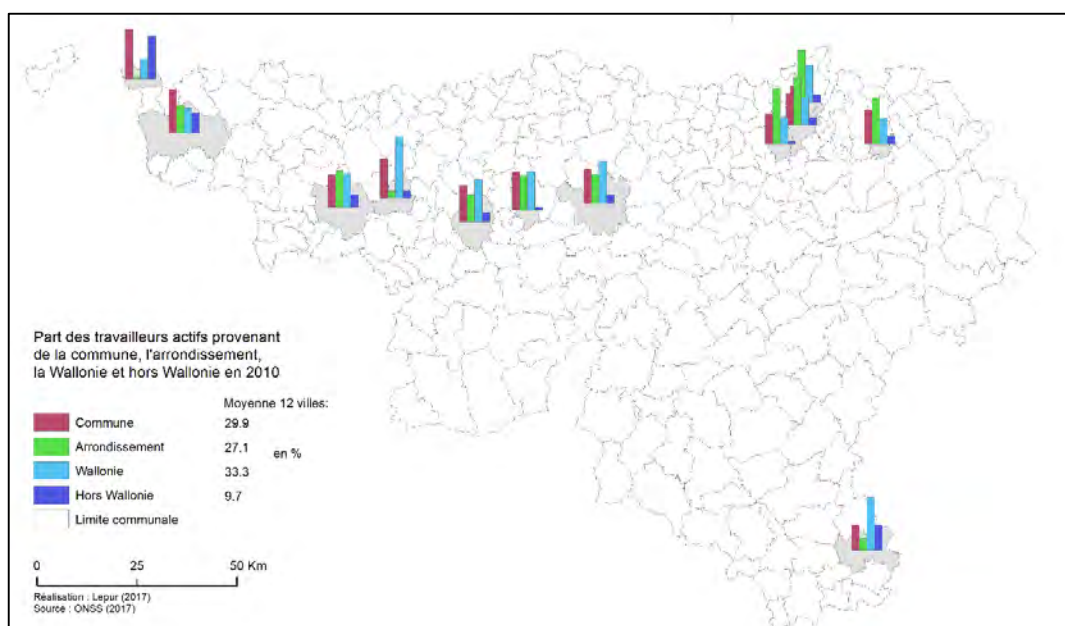 Part des travailleurs actifs provenant
de la commune, l'arrondissement,
la Wallonie et hors Wallonie en 2010
Moyenne 12 villes:
Commune 29.9
Arrondissement 27.1
en %
Wallonie 33.3
Hors Wallonie 9.7
Limite communale
0 25 50 Km
Réalisation : Lepur (2017)
Source : ONSS (2017)